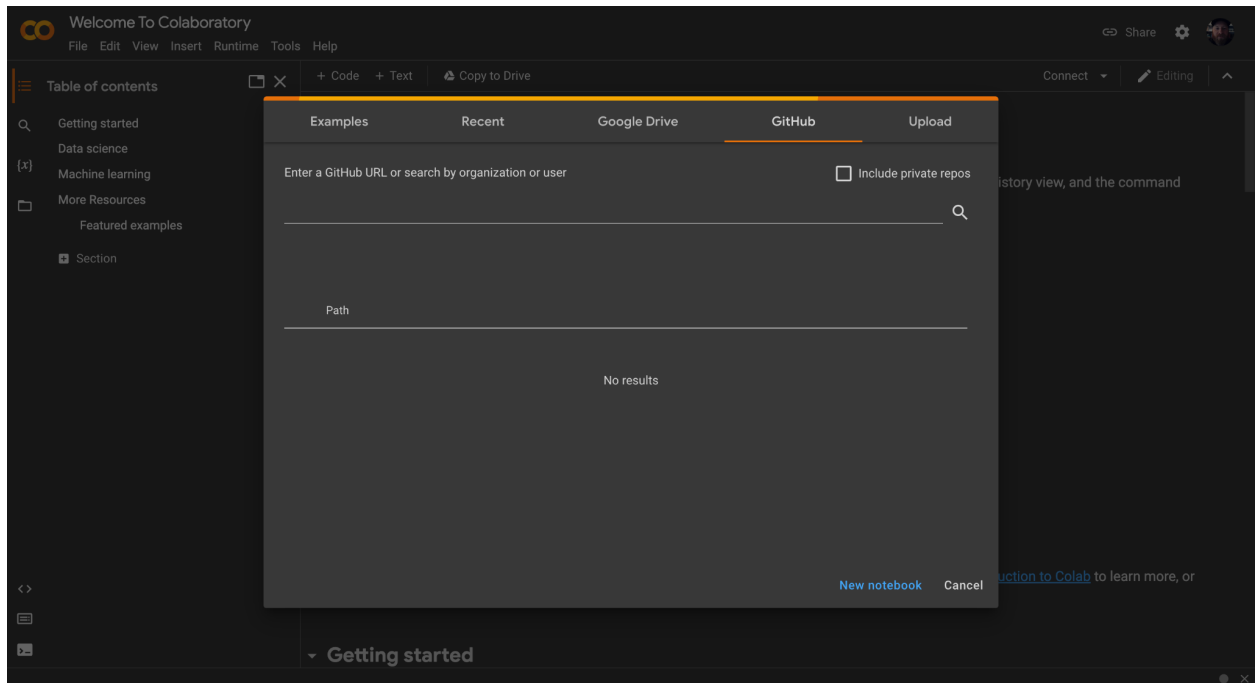 Welcome To Colaboratory
File Edit View Insert Runtime Tools Help
Share
Table of contents
+ Code + Text Copy to Drive
Connect Editing
Getting started
Data science
{x} Machine learning
More Resources
Featured examples
Section
Examples Recent Google Drive GitHub Upload
Enter a GitHub URL or search by organization or user
Include private repos
istory view, and the command
Path
No results
New notebook Cancel
uction to Colab to learn more, or
Getting started